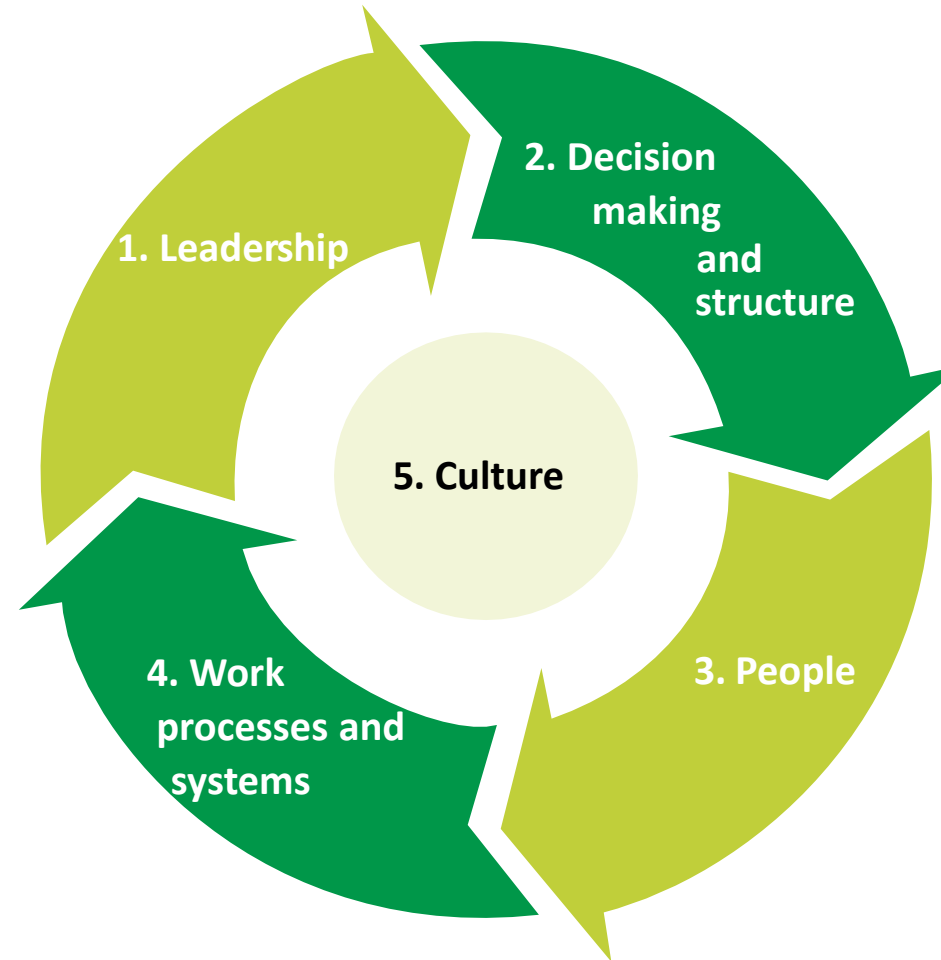 1. Leadership
2. Decision
making
and
structure
3. People
4. Work
processes and
systems
5. Culture